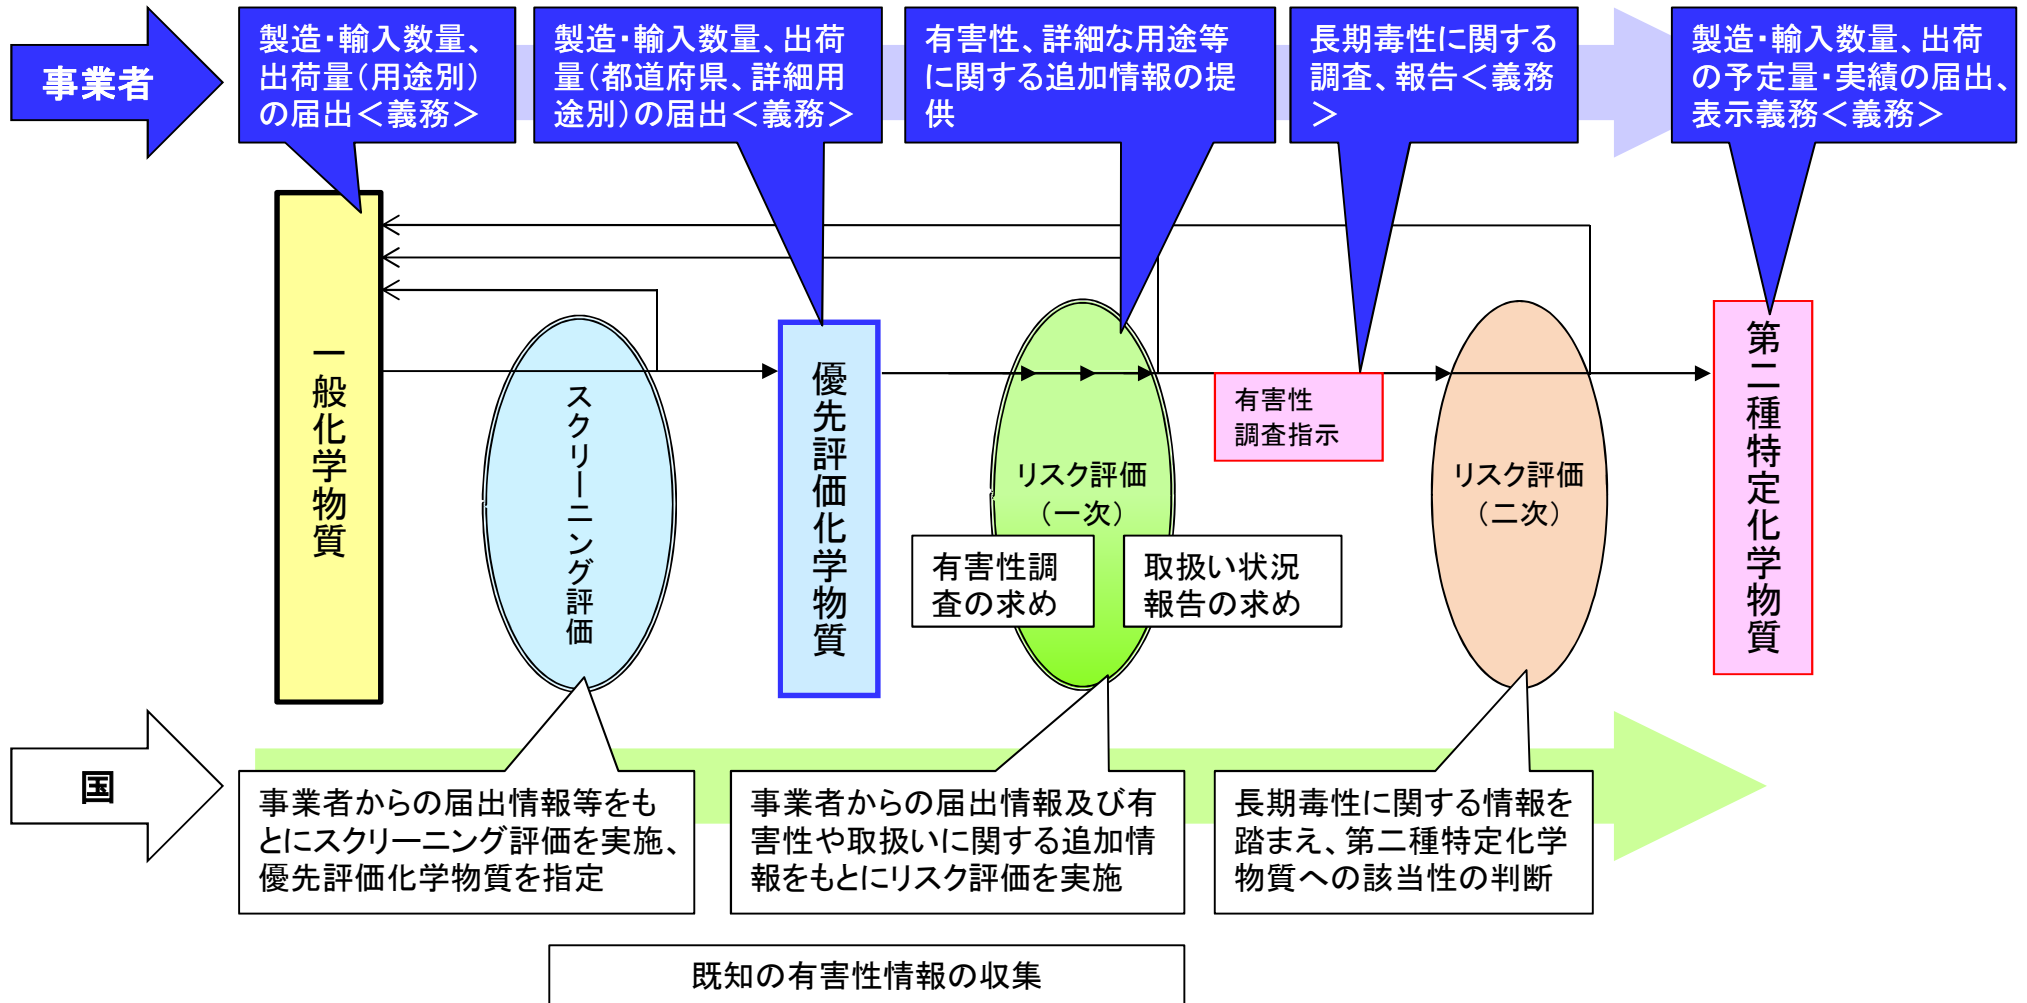 事業者
製造・輸入数量、
出荷量（用途別）
の届出＜義務＞
製造・輸入数量、出荷
量（都道府県、詳細用
途別）の届出＜義務＞
有害性、詳細な用途等
に関する追加情報の提
供
長期毒性に関する
調査、報告＜義務
＞
製造・輸入数量、出荷
の予定量・実績の届出、
表示義務＜義務＞
一般化学物質
スクリーニング評価
優先評価化学物質
リスク評価
（一次）
有害性調
査の求め
取扱い状況
報告の求め
有害性
調査指示
リスク評価
（二次）
第二種特定化学物質
国
事業者からの届出情報等をも
とにスクリーニング評価を実施、
優先評価化学物質を指定
事業者からの届出情報及び有
害性や取扱いに関する追加情
報をもとにリスク評価を実施
長期毒性に関する情報を
踏まえ、第二種特定化学
物質への該当性の判断
既知の有害性情報の収集